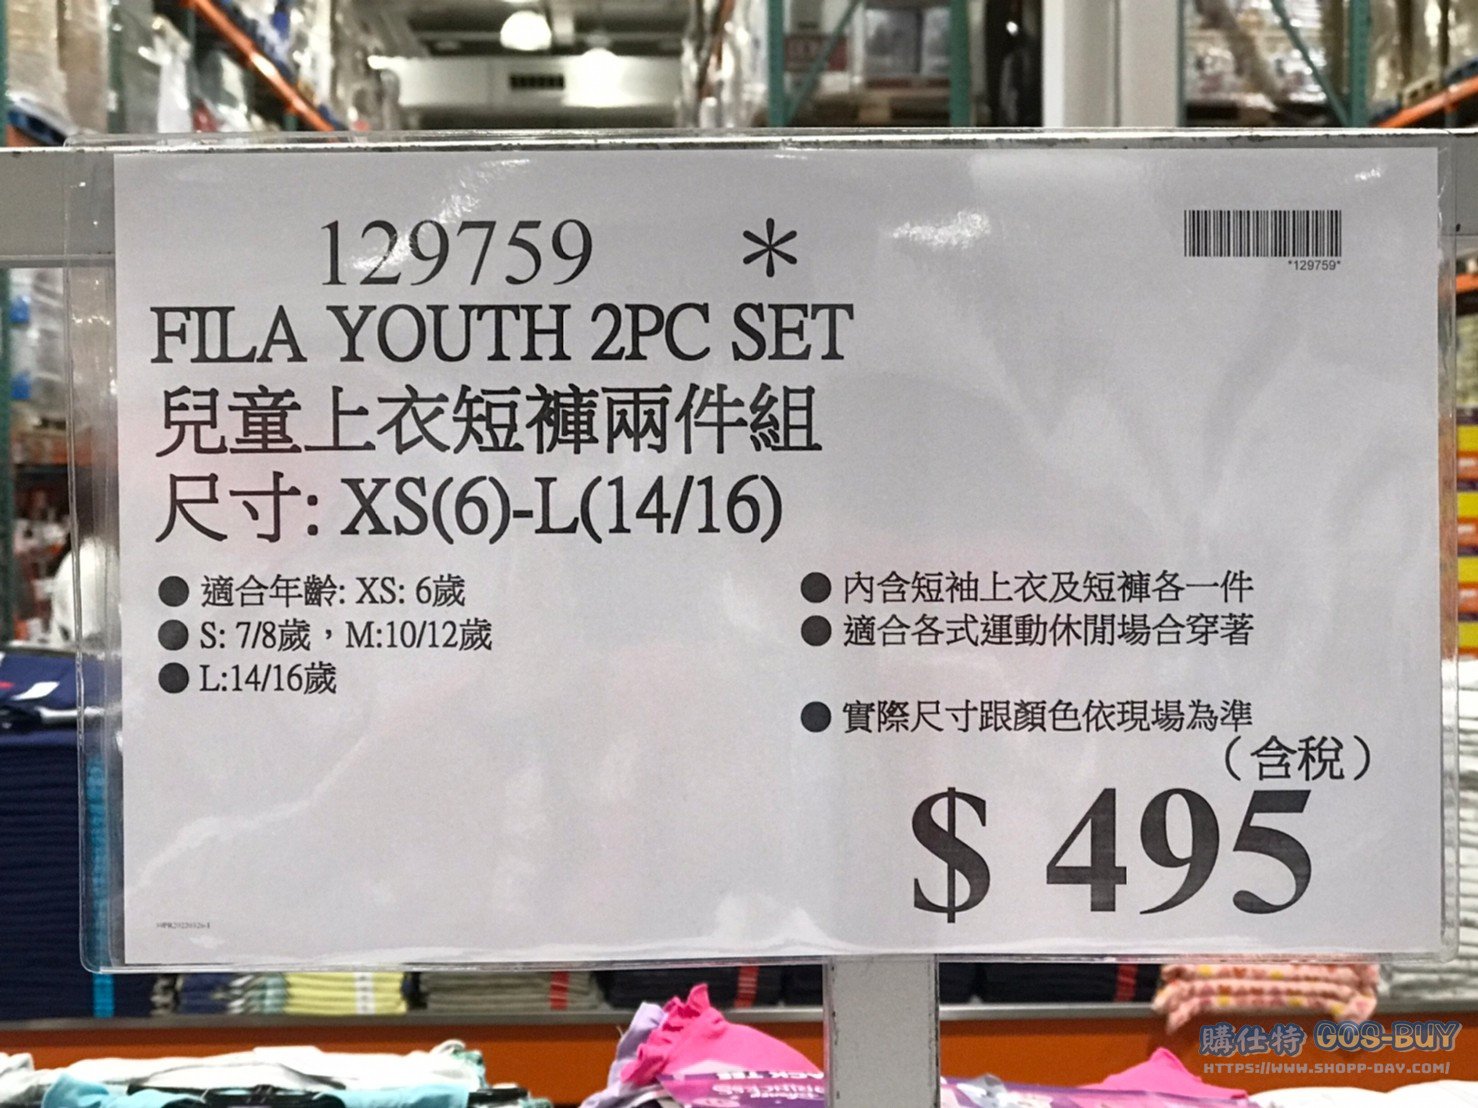 129759 *
*129759*
FILA YOUTH 2PC SET
兒童上衣短褲兩件組
尺寸: XS(6)-L(14/16)
● 適合年齡: XS: 6歲
● S: 7/8歲，M:10/12歲
● L:14/16歲
● 內含短袖上衣及短褲各一件
● 適合各式運動休閒場合穿著
● 實際尺寸跟顏色依現場為準
（含稅）
$ 495
購仕特 GOS-BUY
HTTPS://WWW.SHOPP-DAY.COM/